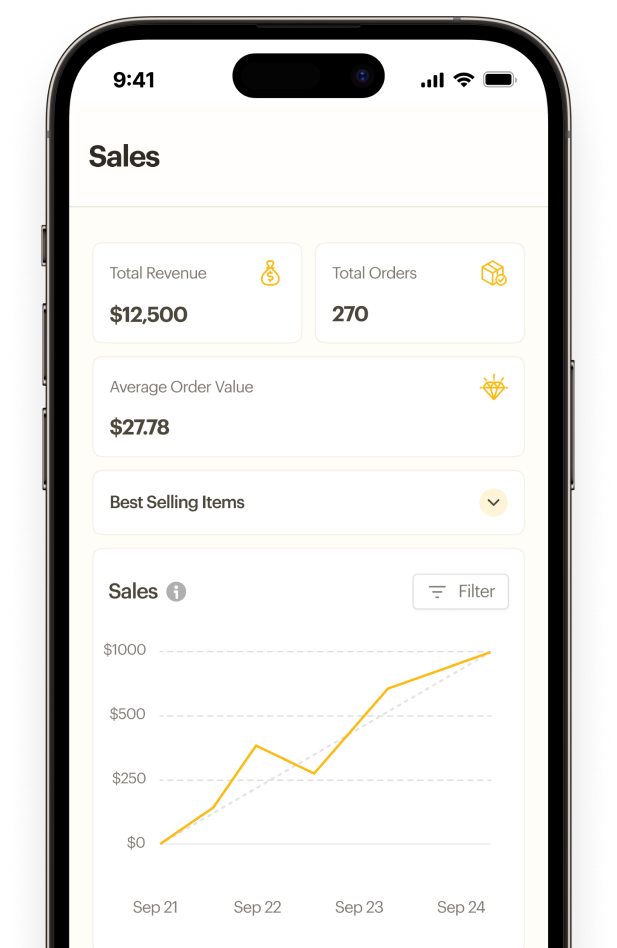 9:41
Sales
Total Revenue
$12,500
Total Orders
270
Average Order Value
$27.78
Best Selling Items
Sales
Filter
$1000
$500
$250
$0
Sep 21 Sep 22 Sep 23 Sep 24